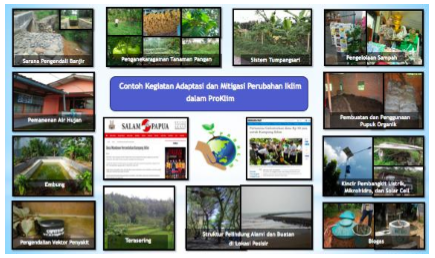 Sarana Pengendali Banjir
Penganekaragaman Tanaman Pangan
Sistem Tumpangsari
Pengelolaan Sampah
Contoh Kegiatan Adaptasi dan Mitigasi Perubahan Iklim
dalam ProKlim
Pemanenan Air Hujan
Pembuatan dan Penggunaan
Pupuk Organik
SALAM PAPUA
Embung
Kincir Pembangkit Listrik,
Mikrohidro, dan Solar Cell
Pengendalian Vektor Penyakit
Terasering
Struktur Pelindung Alami dan Buatan
di Lokasi Pesisir
Biogas